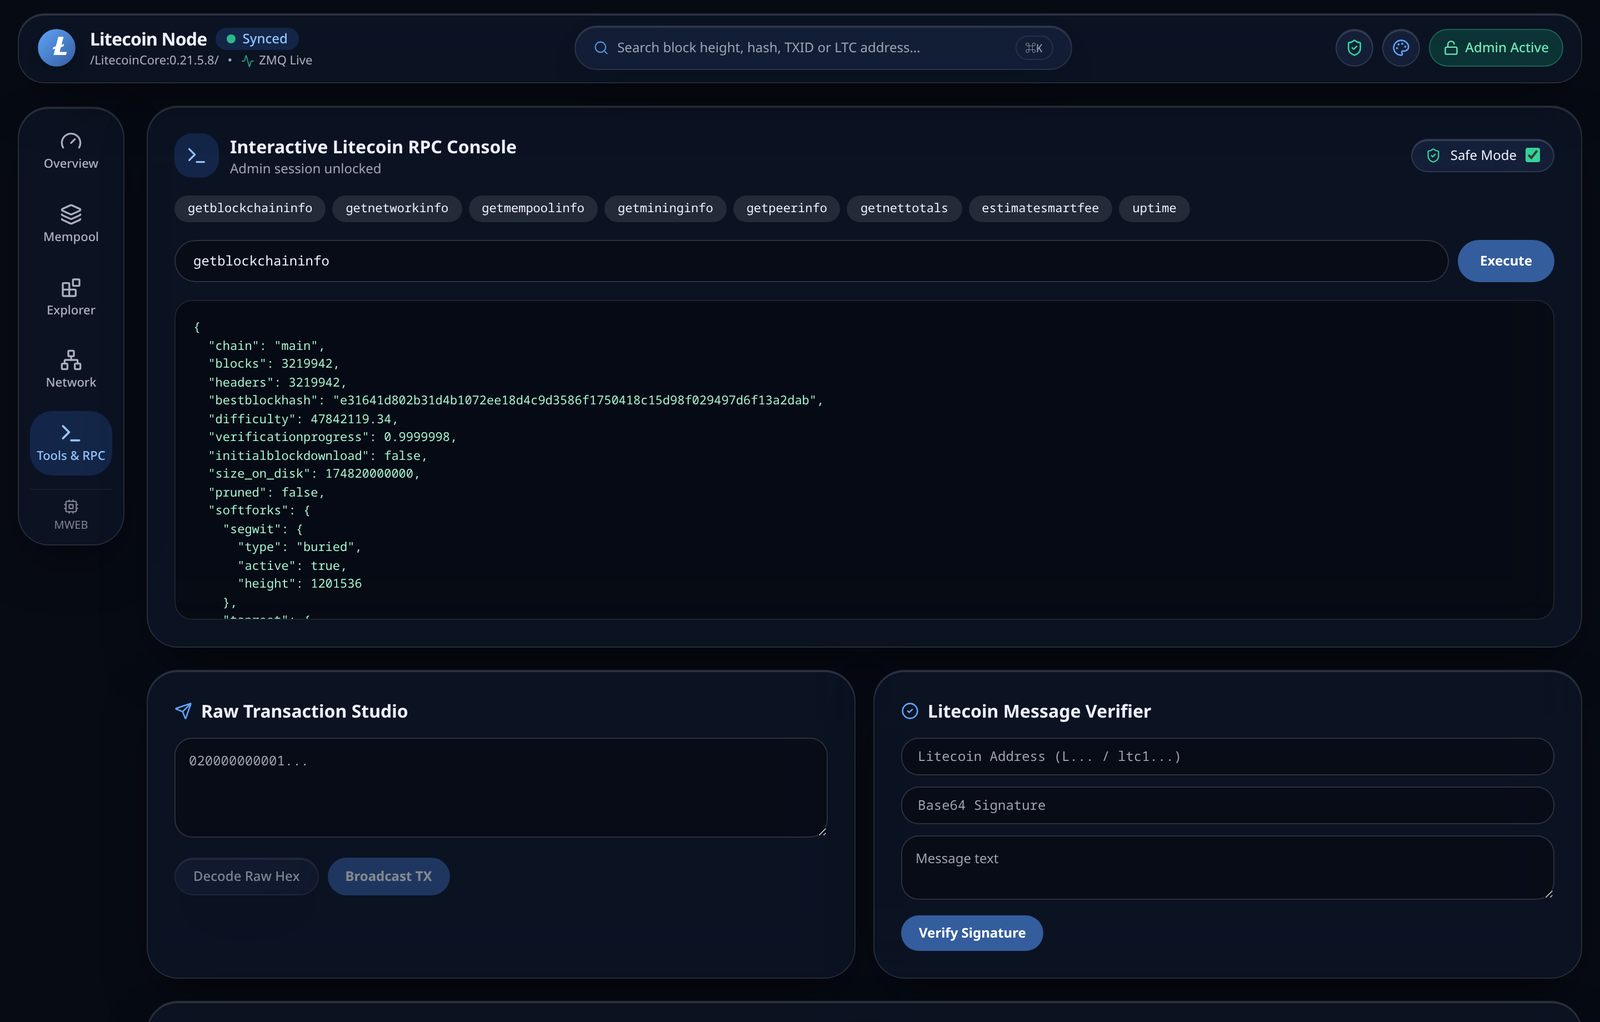 Litecoin Node
Synced
/LitecoinCore:0.21.5.8/ • ZMQ Live
Search block height, hash, TXID or LTC address...
⌘K
Admin Active
Overview
Mempool
Explorer
Network
Tools & RPC
MWEB
Interactive Litecoin RPC Console
Admin session unlocked
Safe Mode
getblockchaininfo
getnetworkinfo
getmempoolinfo
getmininginfo
getpeerinfo
getnettotals
estimatesmartfee
uptime
getblockchaininfo
Execute
{
"chain": "main",
"blocks": 3219942,
"headers": 3219942,
"bestblockhash": "e31641d802b31d4b1072ee18d4c9d3586f1750418c15d98f029497d6f13a2dab",
"difficulty": 47842119.34,
"verificationprogress": 0.9999998,
"initialblockdownload": false,
"size_on_disk": 174820000000,
"pruned": false,
"softforks": {
"segwit": {
"type": "buried",
"active": true,
"height": 1201536
},
"taproot": {
Raw Transaction Studio
020000000001...
Decode Raw Hex
Broadcast TX
Litecoin Message Verifier
Litecoin Address (L... / ltc1...)
Base64 Signature
Message text
Verify Signature